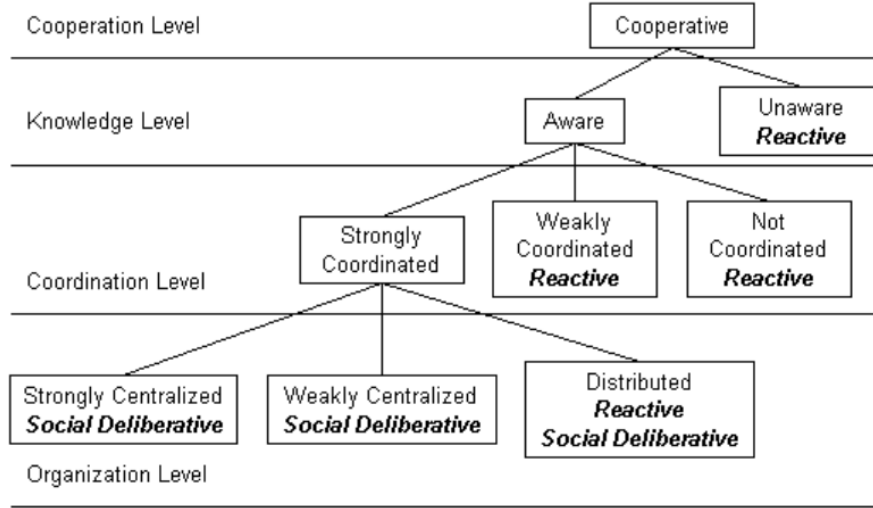 Cooperation Level
Cooperative
Knowledge Level
Aware
Unaware
Reactive
Coordination Level
Strongly
Coordinated
Weakly
Coordinated
Reactive
Not
Coordinated
Reactive
Strongly Centralized
Social Deliberative
Weakly Centralized
Social Deliberative
Distributed
Reactive
Social Deliberative
Organization Level